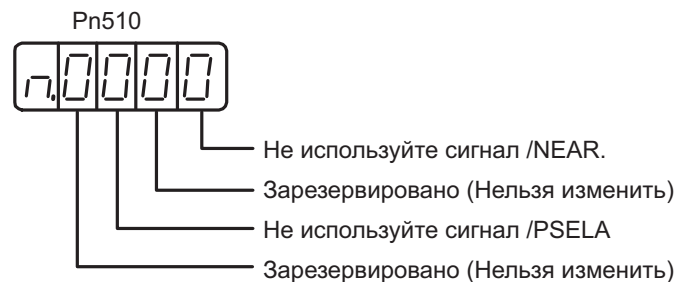 Pn510
n.0000
Не используйте сигнал /NEAR.
Зарезервировано (Нельзя изменить)
Не используйте сигнал /PSELA
Зарезервировано (Нельзя изменить)